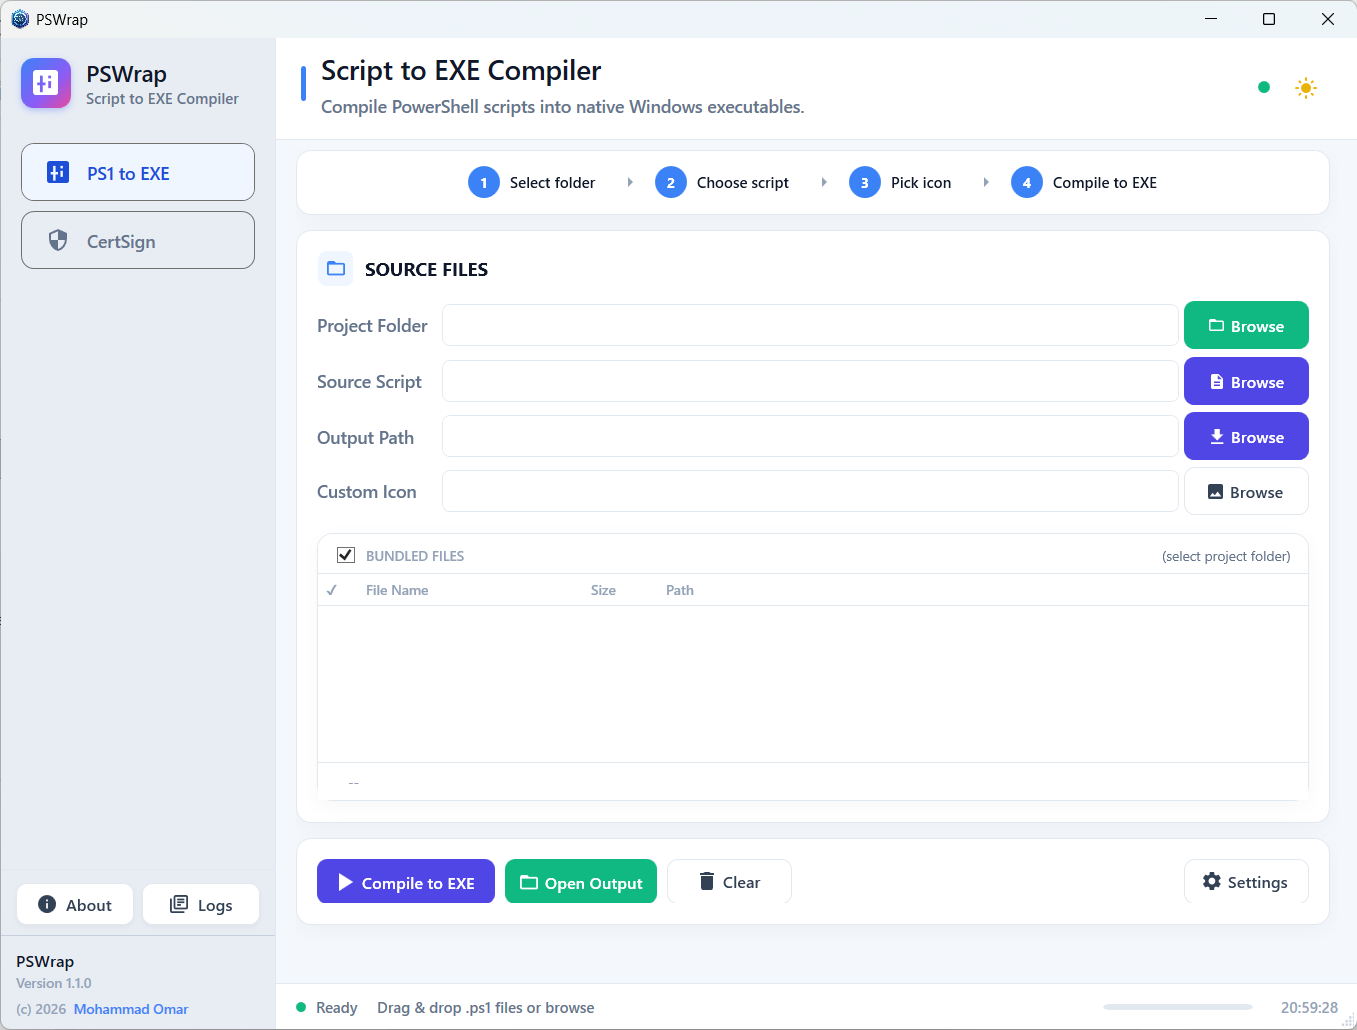 PSWrap
PSWrap
Script to EXE Compiler
PS1 to EXE
CertSign
About
Logs
PSWrap
Version 1.1.0
(c) 2026 Mohammad Omar
Script to EXE Compiler
Compile PowerShell scripts into native Windows executables.
1 Select folder 2 Choose script 3 Pick icon 4 Compile to EXE
SOURCE FILES
Project Folder Browse
Source Script Browse
Output Path Browse
Custom Icon Browse
BUNDLED FILES (select project folder)
✓ File Name Size Path
--
Compile to EXE Open Output Clear Settings
Ready Drag & drop .ps1 files or browse 20:59:28